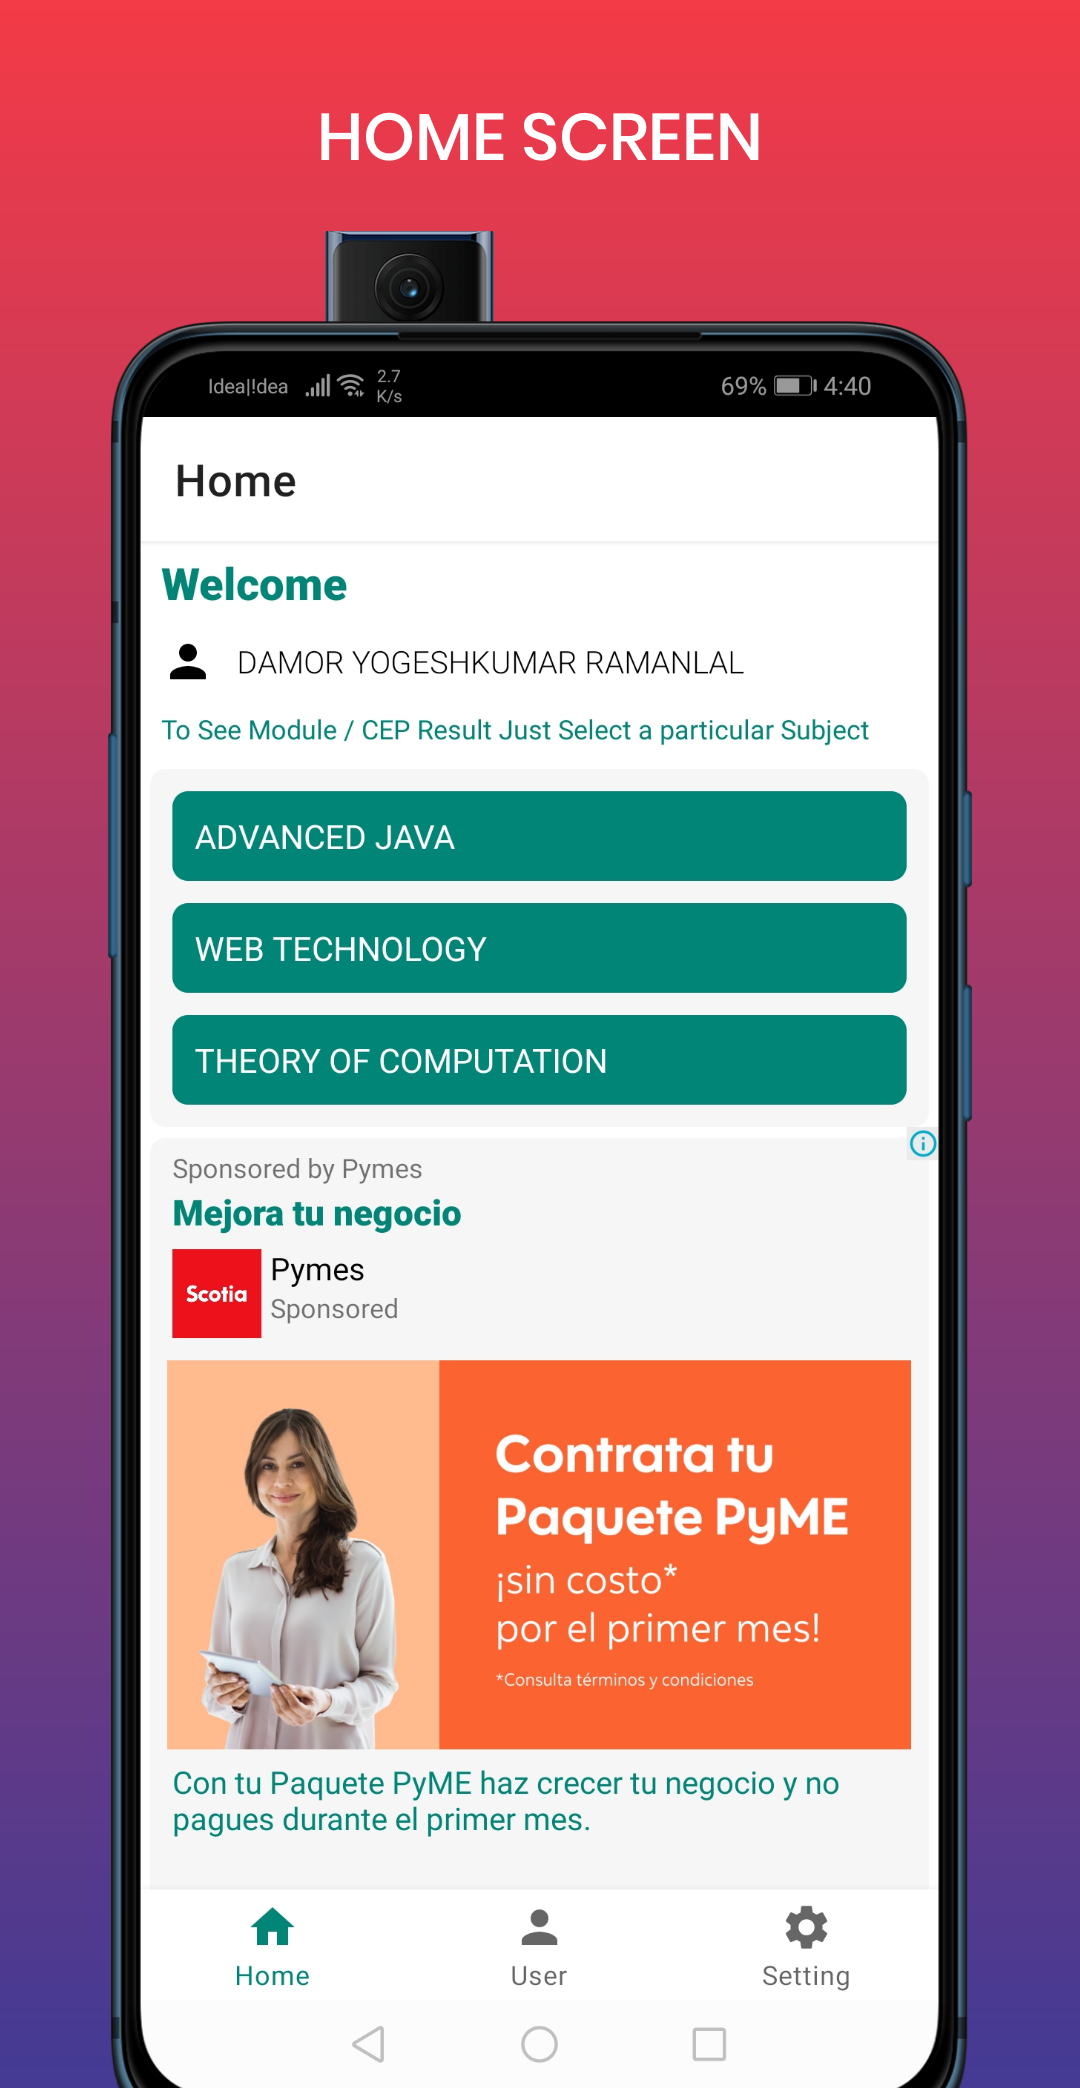 HOME SCREEN
Idea|!dea
2.7
K/s
69%
4:40
Home
Welcome
DAMOR YOGESHKUMAR RAMANLAL
To See Module / CEP Result Just Select a particular Subject
ADVANCED JAVA
WEB TECHNOLOGY
THEORY OF COMPUTATION
Sponsored by Pymes
Mejora tu negocio
Scotia
Pymes
Sponsored
Contrata tu
Paquete PyME
¡sin costo*
por el primer mes!
*Consulta términos y condiciones
Con tu Paquete PyME haz crecer tu negocio y no
pagues durante el primer mes.
Home
User
Setting